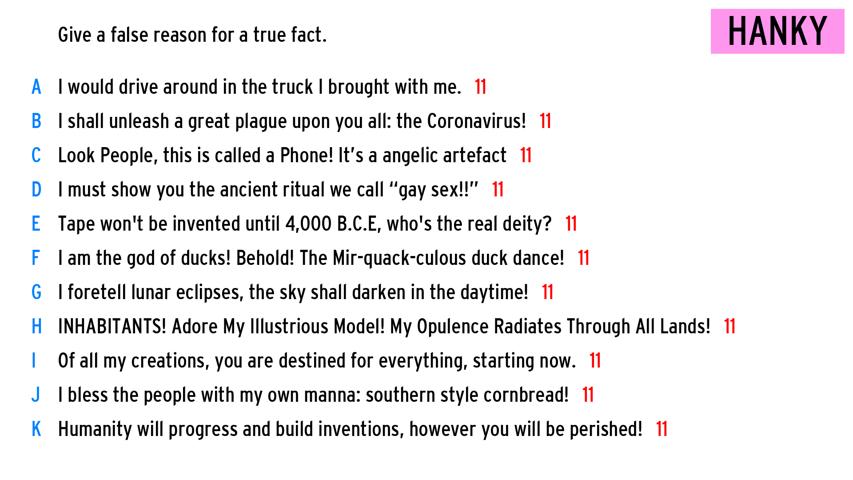 Give a false reason for a true fact.
HANKY
A I would drive around in the truck I brought with me. 11
B I shall unleash a great plague upon you all: the Coronavirus! 11
C Look People, this is called a Phone! It’s a angelic artefact 11
D I must show you the ancient ritual we call “gay sex!!” 11
E Tape won't be invented until 4,000 B.C.E, who's the real deity? 11
F I am the god of ducks! Behold! The Mir-quack-culous duck dance! 11
G I foretell lunar eclipses, the sky shall darken in the daytime! 11
H INHABITANTS! Adore My Illustrious Model! My Opulence Radiates Through All Lands! 11
I Of all my creations, you are destined for everything, starting now. 11
J I bless the people with my own manna: southern style cornbread! 11
K Humanity will progress and build inventions, however you will be perished! 11